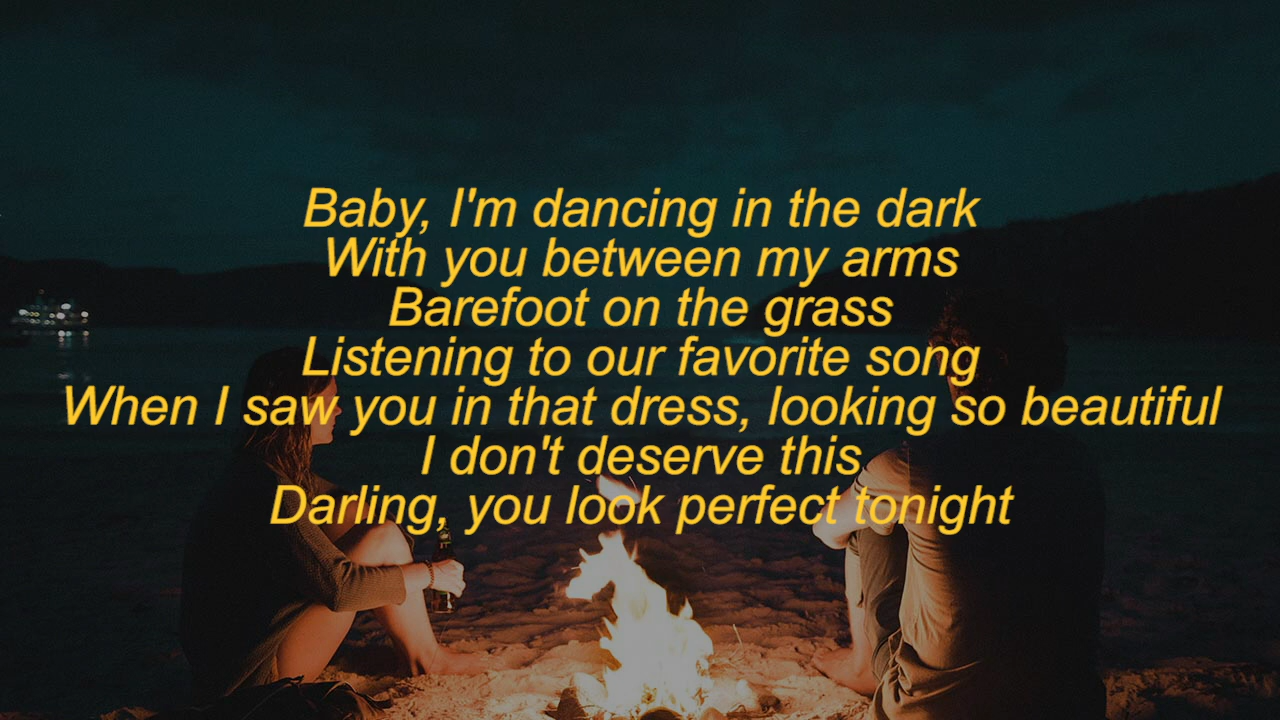 Baby, I'm dancing in the dark
With you between my arms
Barefoot on the grass
Listening to our favorite song
When I saw you in that dress, looking so beautiful
I don't deserve this
Darling, you look perfect tonight